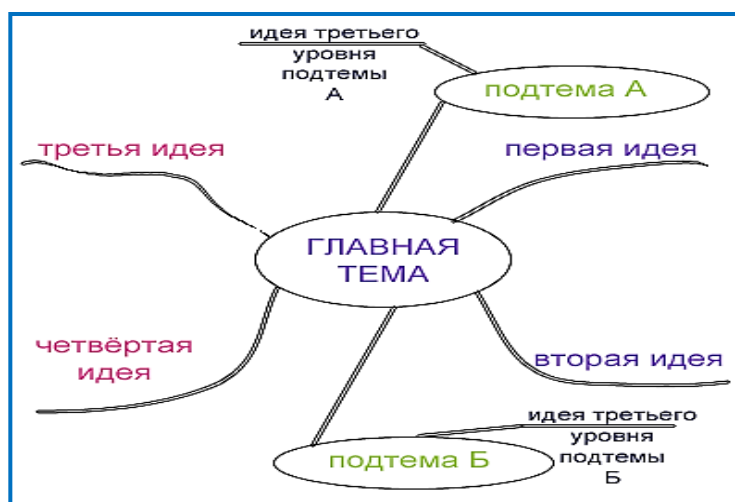 идея третьего
уровня
подтемы
А
подтема А
третья идея
первая идея
ГЛАВНАЯ
ТЕМА
четвёртая
идея
вторая идея
идея третьего
уровня
подтемы
Б
подтема Б